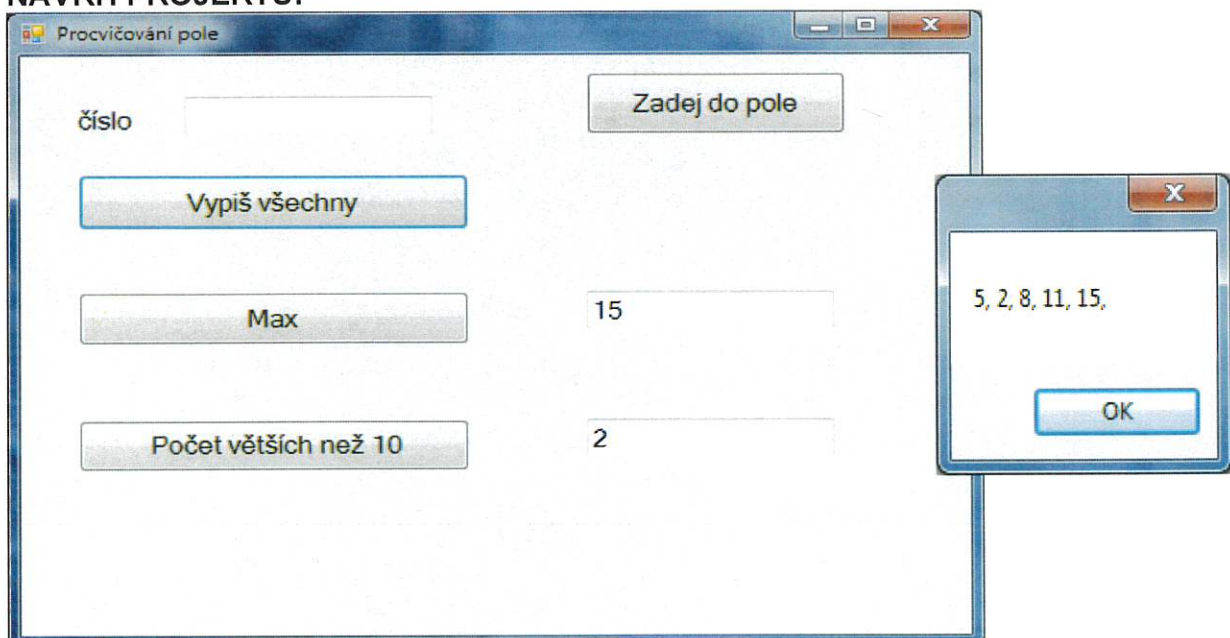 Procvičování pole
číslo
Zadej do pole
Vypiš všechny
Max
15
Počet větších než 10
2
5, 2, 8, 11, 15,
OK